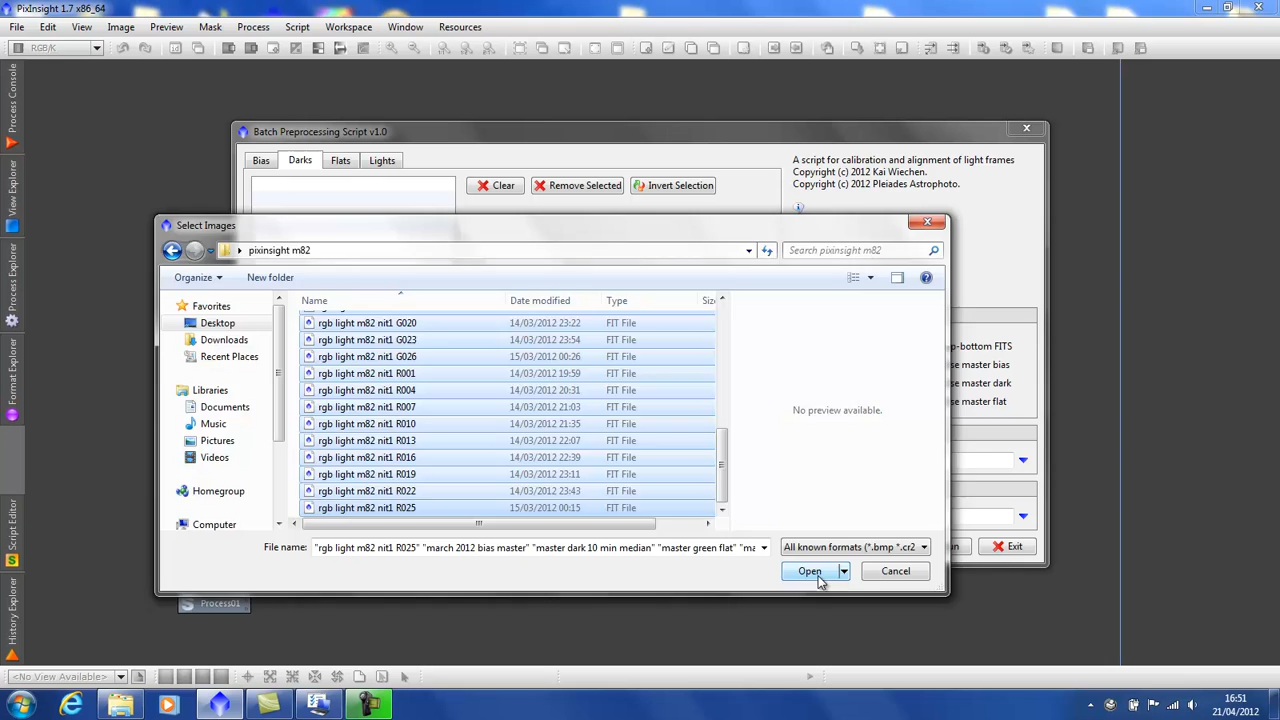 PixInsight 1.7 x86_64
File Edit View Image Preview Mask Process Script Workspace Window Resources
RGB/K
Process Console
View Explorer
Process Explorer
Format Explorer
Script Editor
History Explorer
Batch Preprocessing Script v1.0
Bias Darks Flats Lights
Clear Remove Selected Invert Selection
A script for calibration and alignment of light frames
Copyright (c) 2012 Kai Wiechen.
Copyright (c) 2012 Pleiades Astrophoto.
Select Images
pixinsight m82 Search pixinsight m82
Organize New folder
Favorites
Desktop
Downloads
Recent Places
Libraries
Documents
Music
Pictures
Videos
Homegroup
Computer
Name Date modified Type
rgb light m82 nit1 G020 14/03/2012 23:22 FIT File
rgb light m82 nit1 G023 14/03/2012 23:54 FIT File
rgb light m82 nit1 G026 15/03/2012 00:26 FIT File
rgb light m82 nit1 R001 14/03/2012 19:59 FIT File
rgb light m82 nit1 R004 14/03/2012 20:31 FIT File
rgb light m82 nit1 R007 14/03/2012 21:03 FIT File
rgb light m82 nit1 R010 14/03/2012 21:35 FIT File
rgb light m82 nit1 R013 14/03/2012 22:07 FIT File
rgb light m82 nit1 R016 14/03/2012 22:39 FIT File
rgb light m82 nit1 R019 14/03/2012 23:11 FIT File
rgb light m82 nit1 R022 14/03/2012 23:43 FIT File
rgb light m82 nit1 R025 15/03/2012 00:15 FIT File
No preview available.
p-bottom FITS
se master bias
se master dark
se master flat
File name: "rgb light m82 nit1 R025" "march 2012 bias master" "master dark 10 min median" "master green flat" "ma
All known formats (*.bmp *.cr2
Open Cancel
Exit
Process01
<No View Available>
16:51
21/04/2012